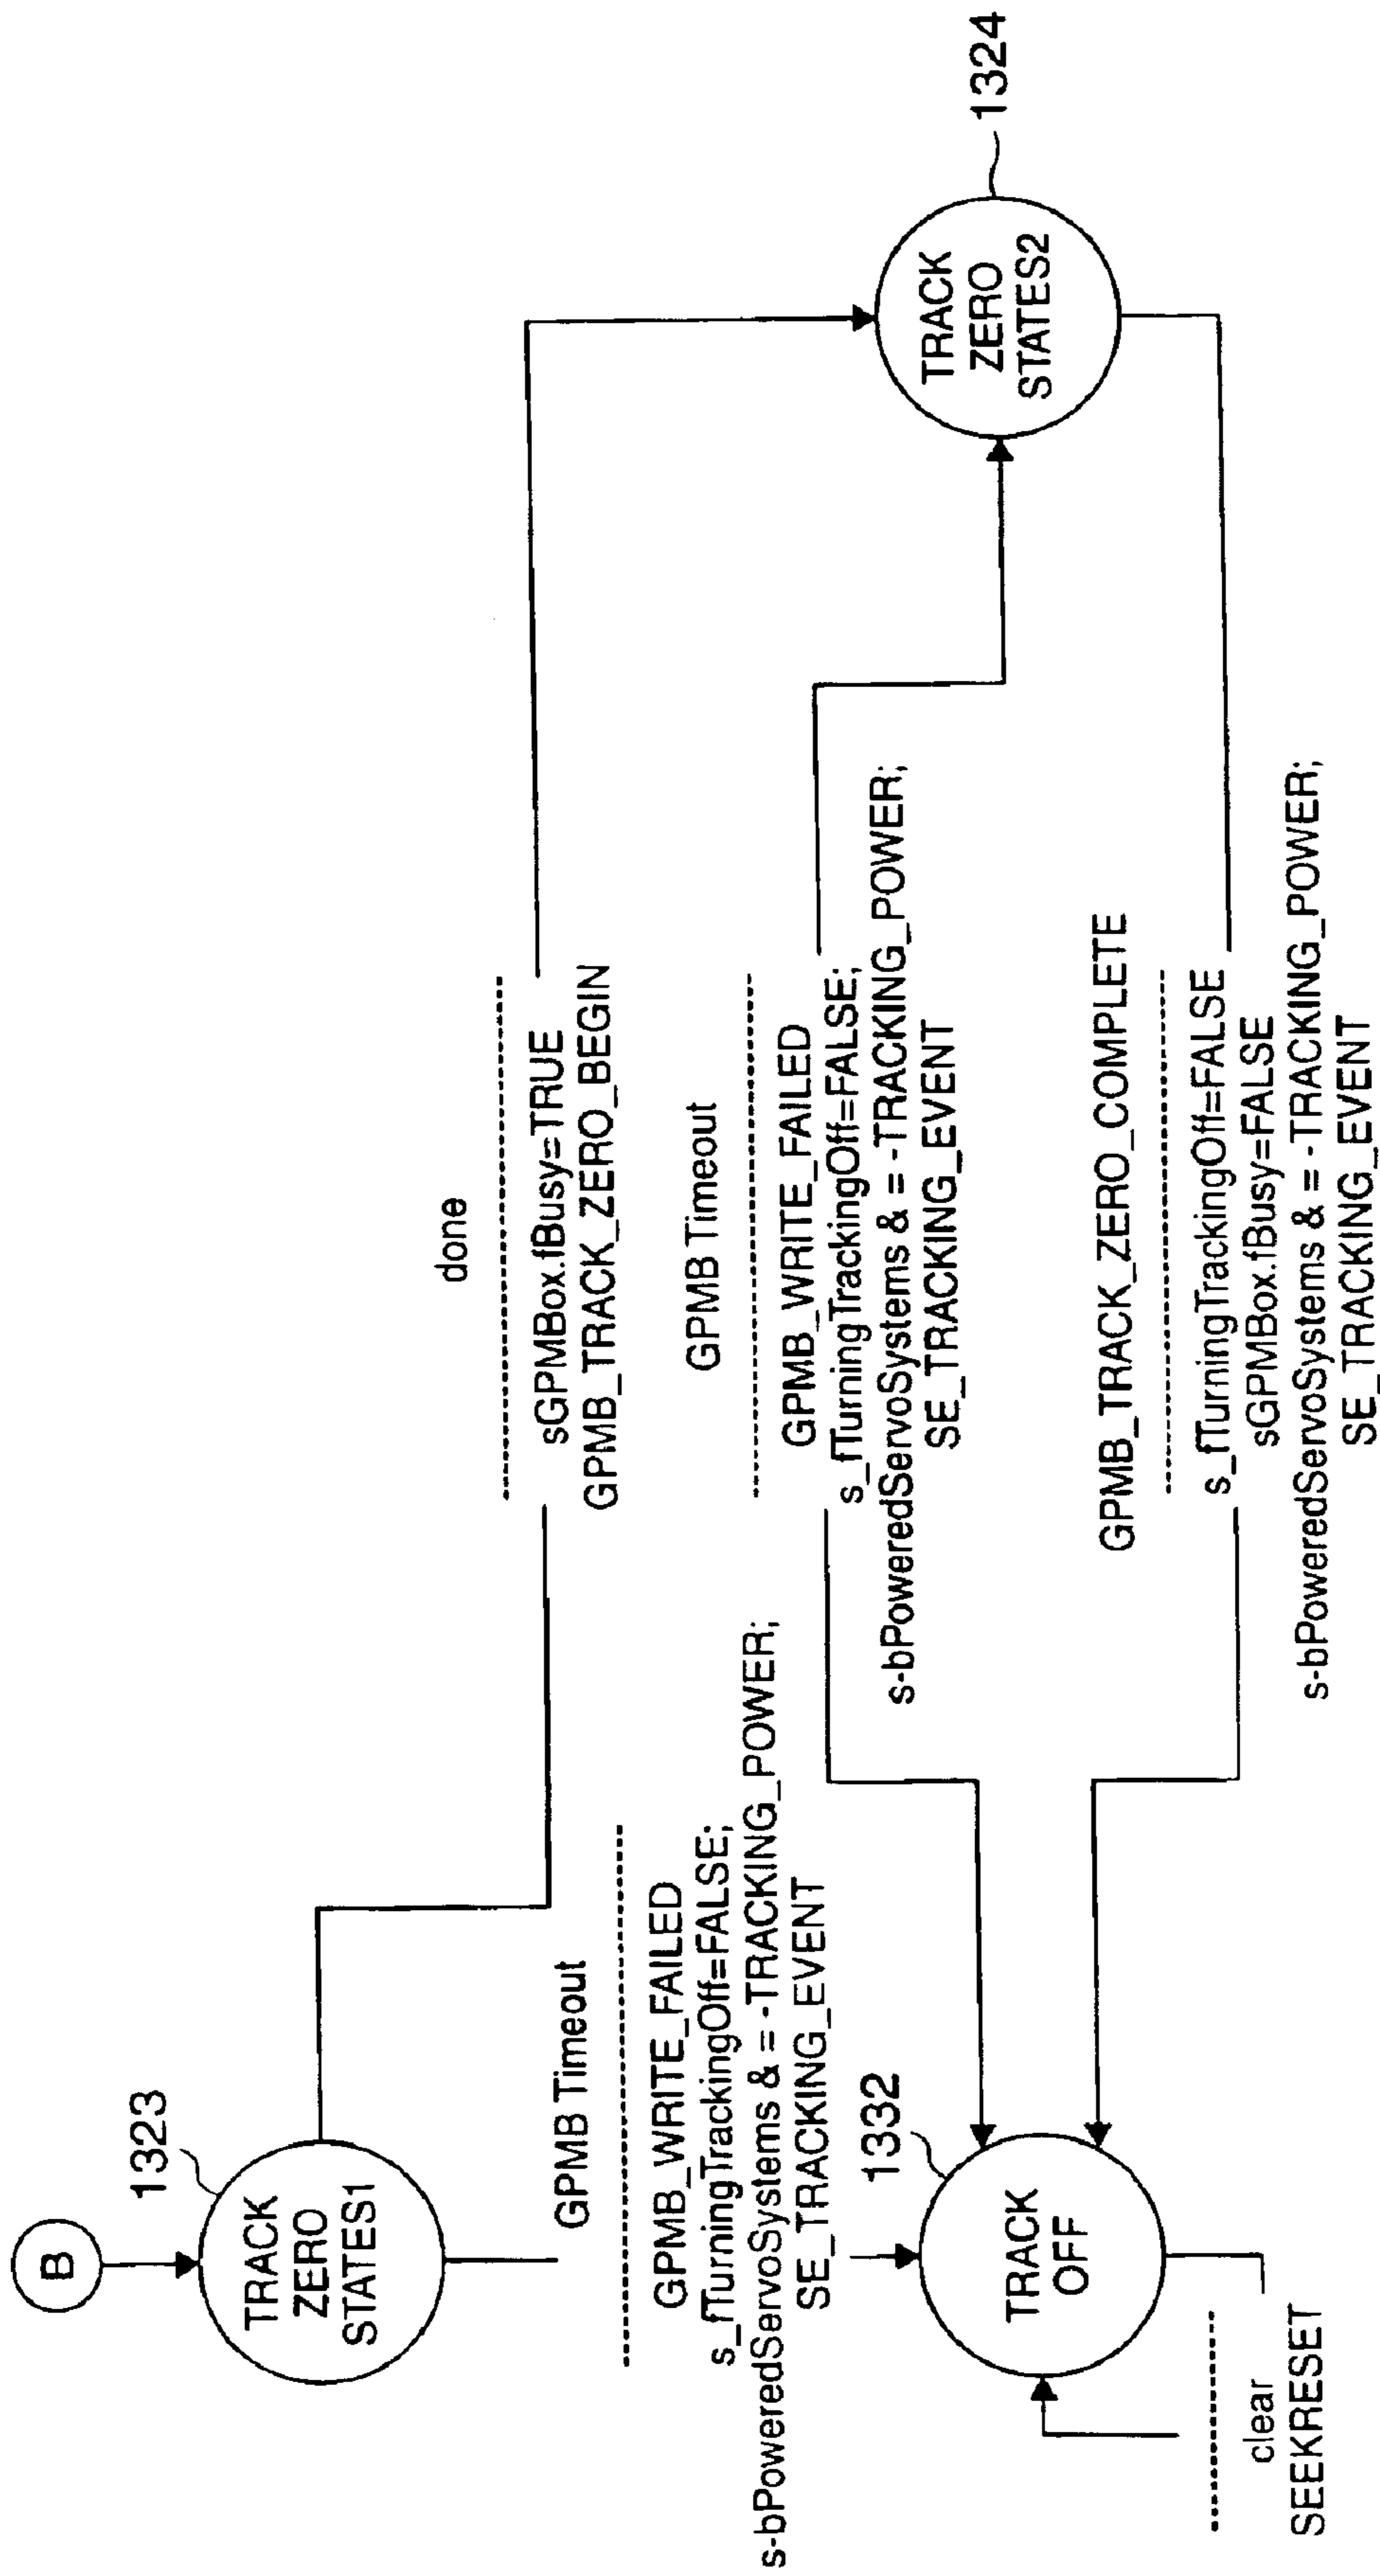 B
1323
TRACK
ZERO
STATES1
done
sGPMBox.fBusy=TRUE
GPMB_TRACK_ZERO_BEGIN
GPMB Timeout
GPMB_WRITE_FAILED
s_fTurningTrackingOff=FALSE;
s-bPoweredServoSystems & = -TRACKING_POWER;
SE_TRACKING_EVENT
GPMB Timeout
GPMB_WRITE_FAILED
s_fTurningTrackingOff=FALSE;
s-bPoweredServoSystems & = -TRACKING_POWER;
SE_TRACKING_EVENT
1324
TRACK
ZERO
STATES2
1332
TRACK
OFF
GPMB_TRACK_ZERO_COMPLETE
s_fTurningTrackingOff=FALSE
sGPMBox.fBusy=FALSE
s-bPoweredServoSystems & = -TRACKING_POWER;
SE_TRACKING_EVENT
clear
SEEKRESET